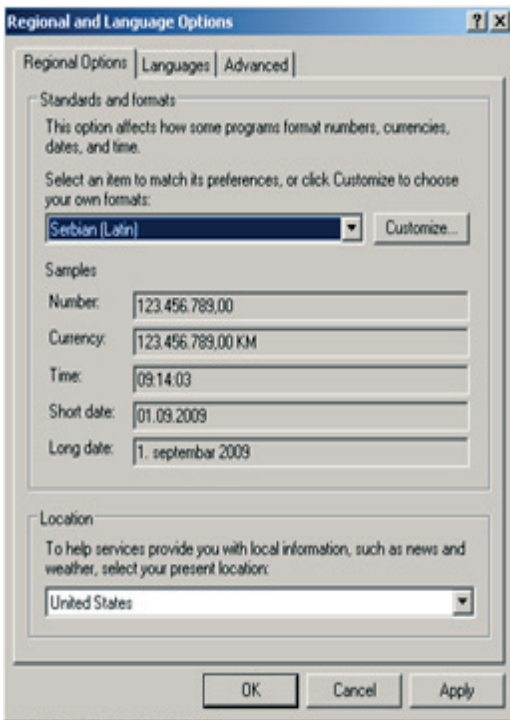 Regional and Language Options
Regional Options
Languages
Advanced
Standards and formats
This option affects how some programs format numbers, currencies,
dates, and time.
Select an item to match its preferences, or click Customize to choose
your own formats:
Serbian (Latin)
Customize...
Samples
Number: 123.456.789,00
Currency: 123.456.789,00 KM
Time: 09:14:03
Short date: 01.09.2009
Long date: 1. septembar 2009
Location
To help services provide you with local information, such as news and
weather, select your present location:
United States
OK Cancel Apply